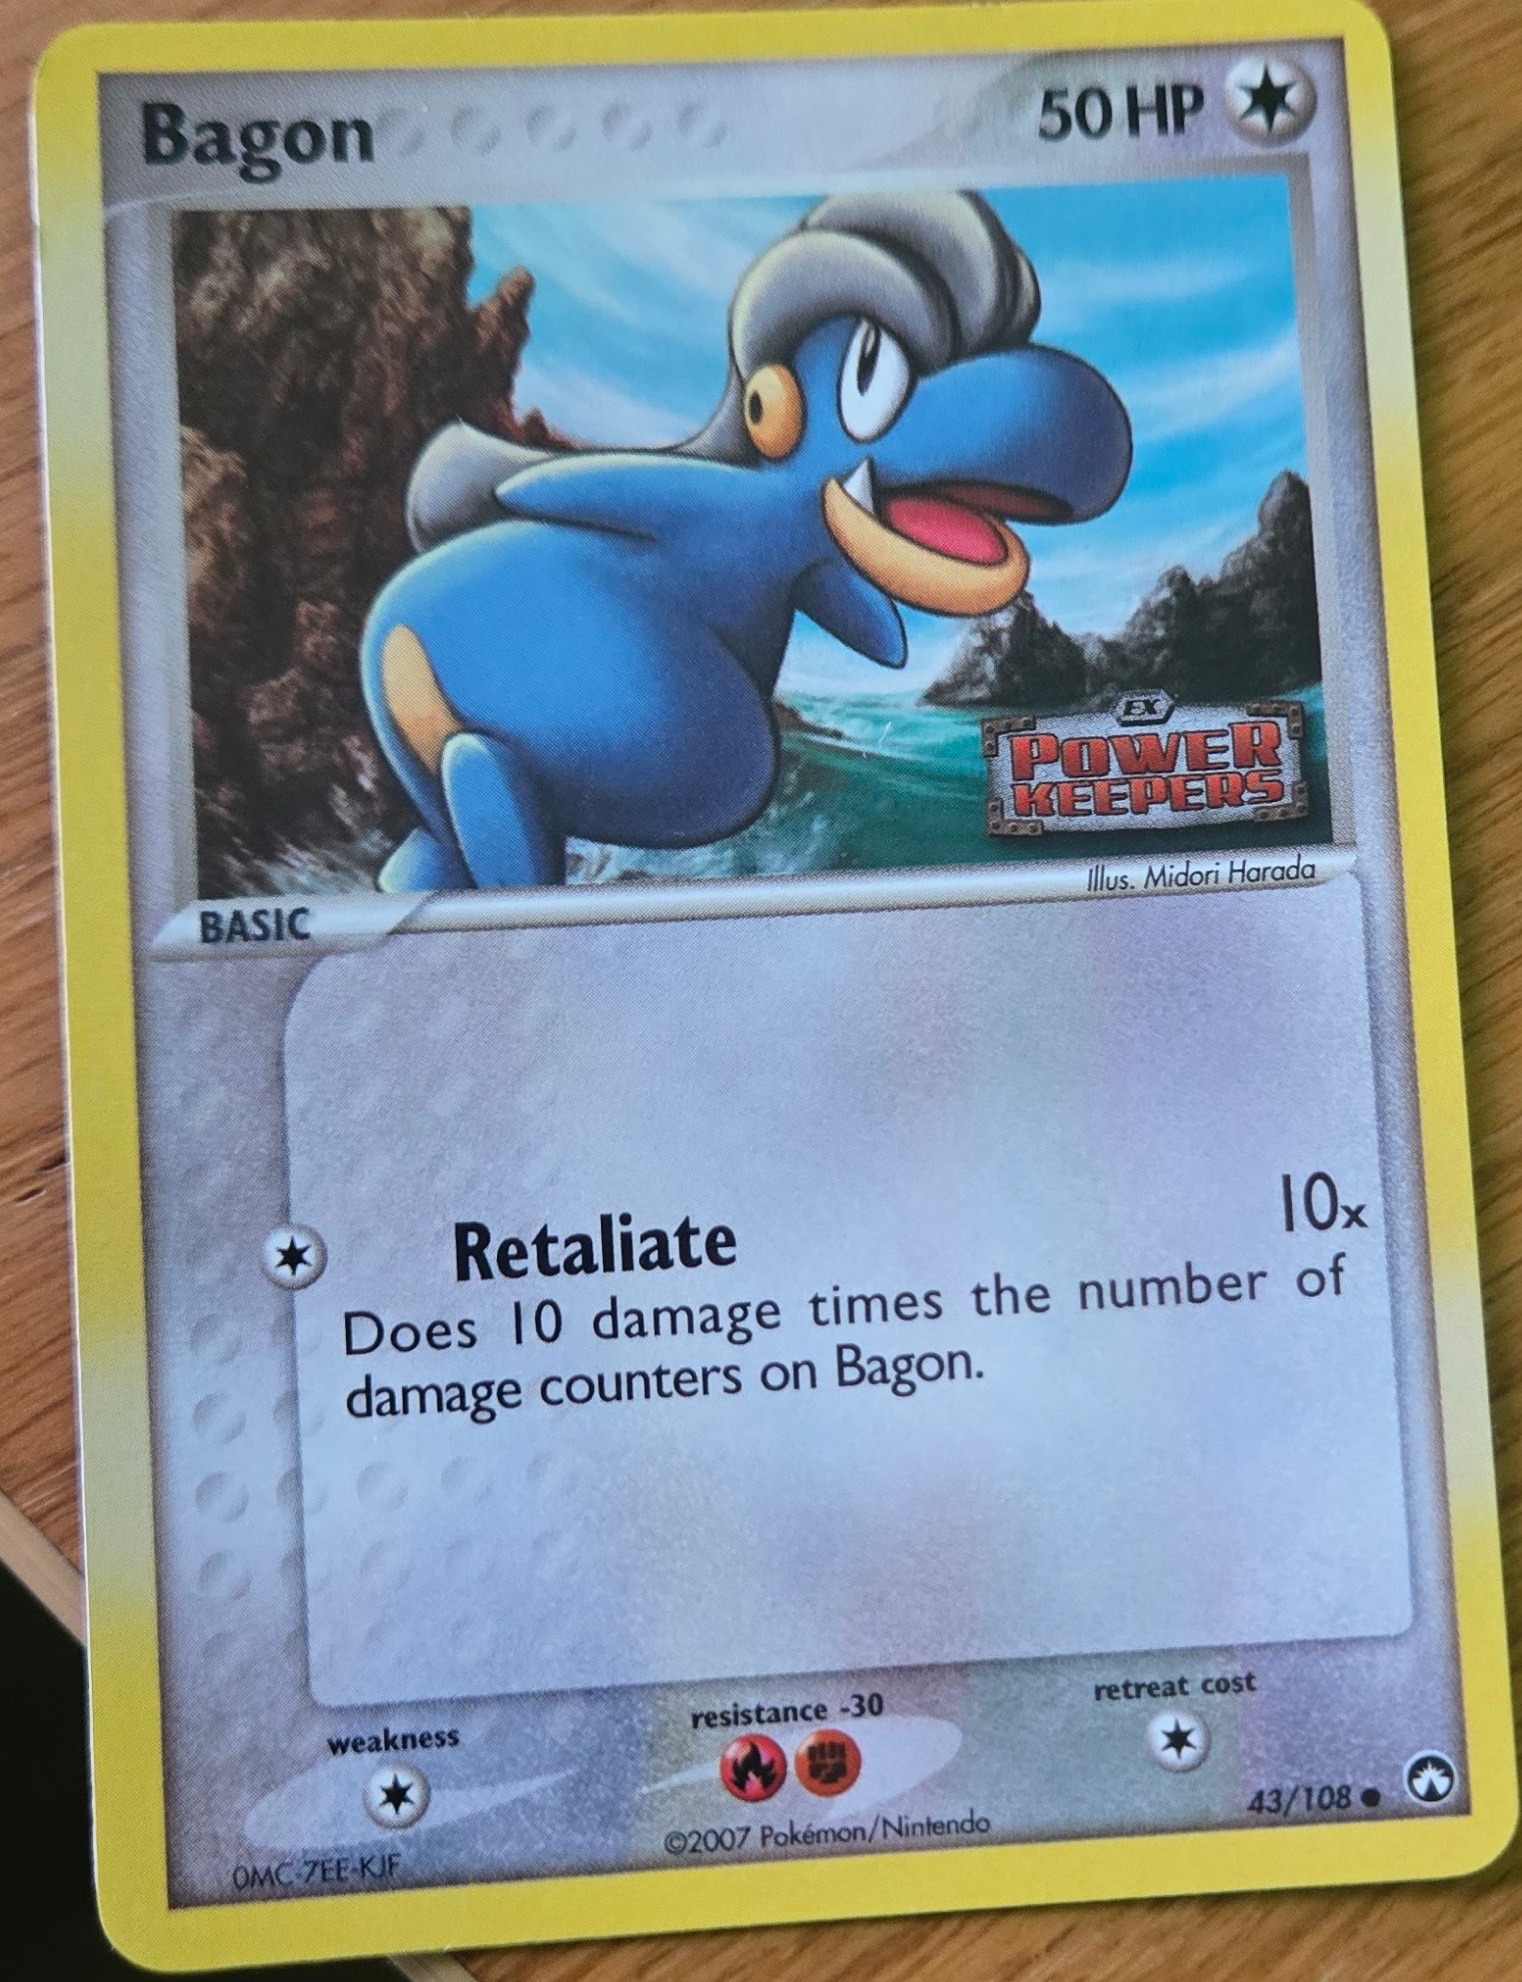 Bagon 50 HP
EX
POWER
KEEPERS
Illus. Midori Harada
BASIC
Retaliate 10x
Does 10 damage times the number of
damage counters on Bagon.
weakness resistance -30 retreat cost
43/108
©2007 Pokémon/Nintendo
0MC-7EE-KJF